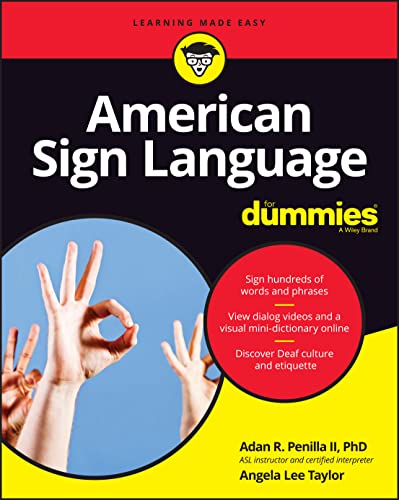 LEARNING MADE EASY
American
Sign Language
for
dummies®
A Wiley Brand
Sign hundreds of
words and phrases
View dialog videos and a
visual mini-dictionary online
Discover Deaf culture
and etiquette
Adan R. Penilla II, PhD
ASL instructor and certified interpreter
Angela Lee Taylor